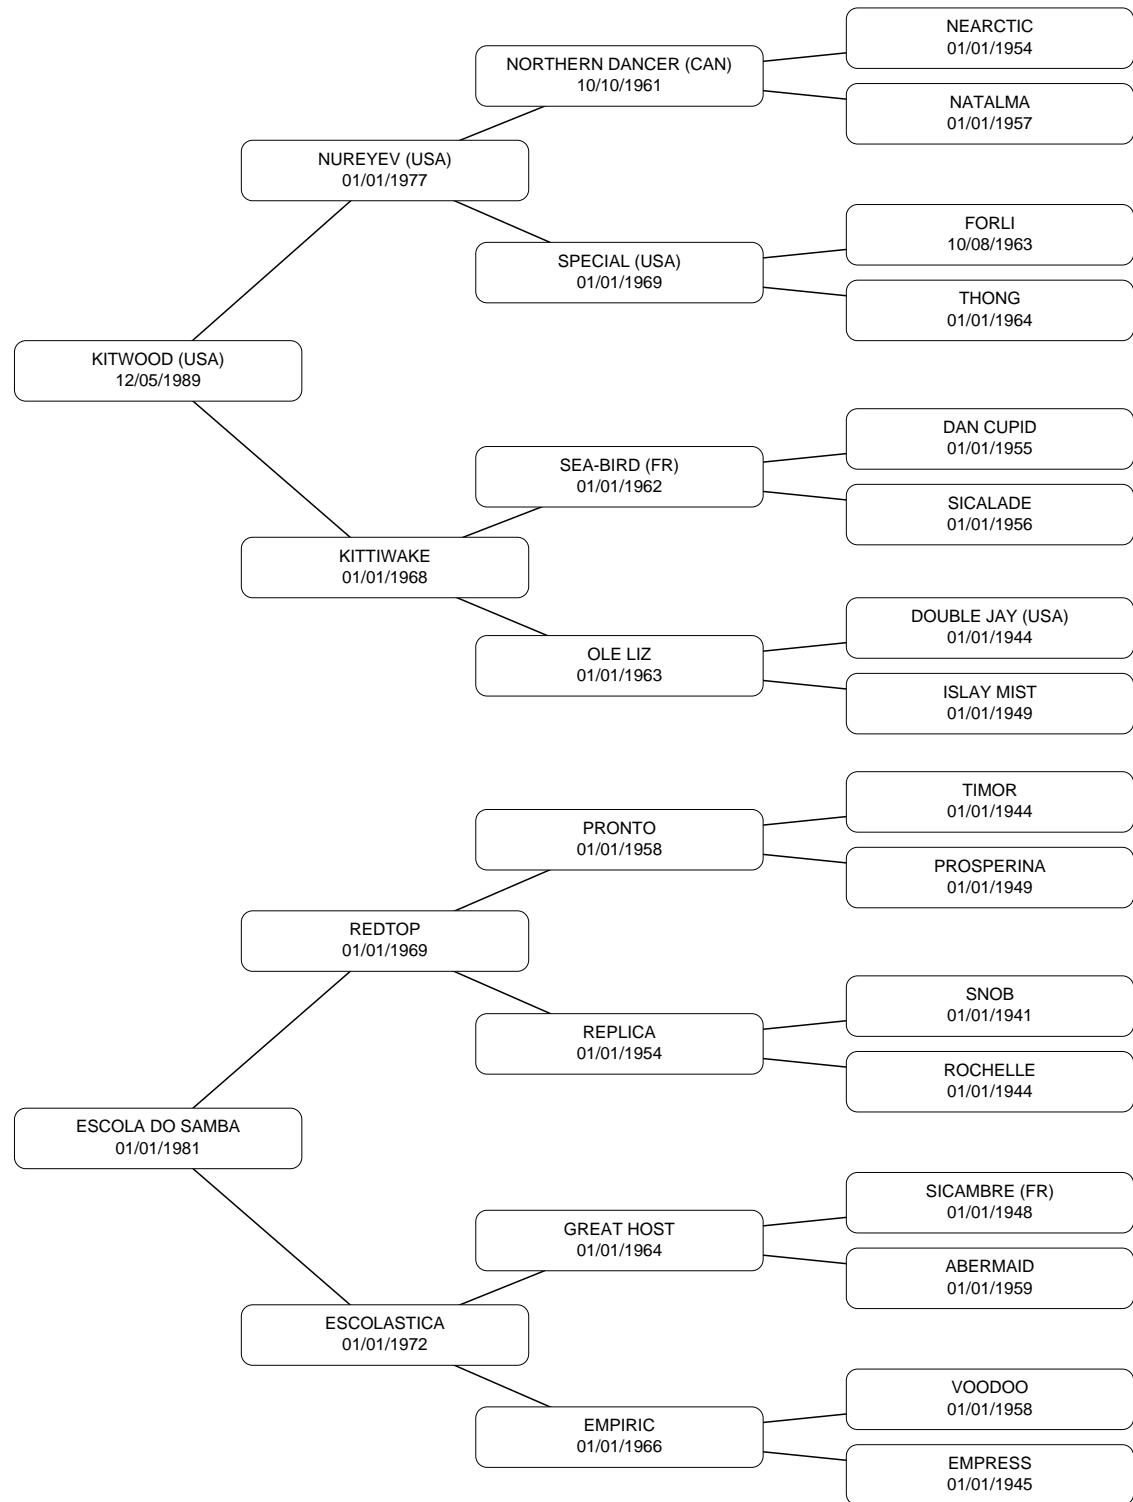 NEARCTIC
01/01/1954
NORTHERN DANCER (CAN)
10/10/1961
NATALMA
01/01/1957
NUREYEV (USA)
01/01/1977
FORLI
10/08/1963
SPECIAL (USA)
01/01/1969
THONG
01/01/1964
KITWOOD (USA)
12/05/1989
DAN CUPID
01/01/1955
SEA-BIRD (FR)
01/01/1962
SICALADE
01/01/1956
KITTIWAKE
01/01/1968
DOUBLE JAY (USA)
01/01/1944
OLE LIZ
01/01/1963
ISLAY MIST
01/01/1949
TIMOR
01/01/1944
PRONTO
01/01/1958
PROSPERINA
01/01/1949
REDTOP
01/01/1969
SNOB
01/01/1941
REPLICA
01/01/1954
ROCHELLE
01/01/1944
ESCOLA DO SAMBA
01/01/1981
SICAMBRE (FR)
01/01/1948
GREAT HOST
01/01/1964
ABERMAID
01/01/1959
ESCOLASTICA
01/01/1972
VOODOO
01/01/1958
EMPIRIC
01/01/1966
EMPRESS
01/01/1945